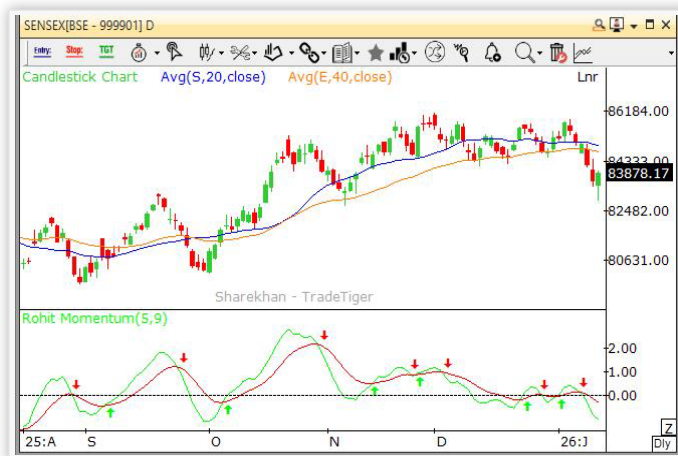 SENSEX[BSE - 999901] D
Entry: Stop: TGT
Candlestick Chart Avg(S,20,close) Avg(E,40,close) Lnr
86184.00
84333.00
83878.17
82482.00
80631.00
Sharekhan - TradeTiger
Rohit Momentum(5,9)
2.00
1.00
0.00
Z
25:A S O N D 26:J Dly